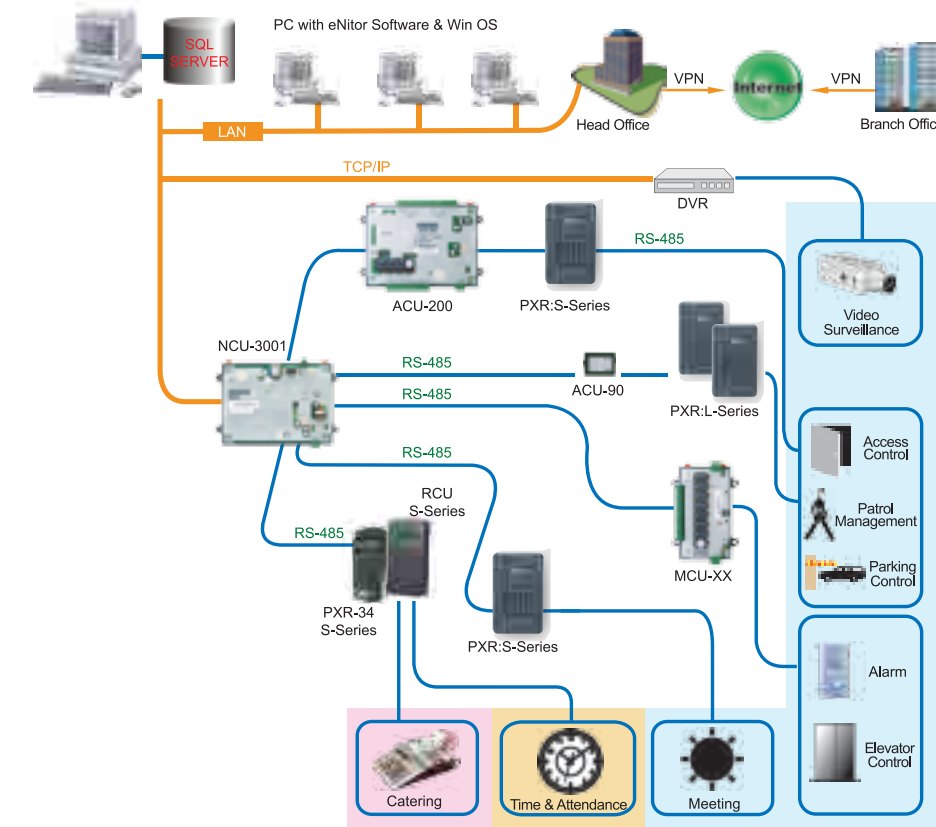 PC with eNitor Software & Win OS
SQL
SERVER
LAN
Head Office
VPN
Internet
VPN
Branch Offic
TCP/IP
DVR
RS-485
ACU-200
PXR:S-Series
Video
Surveillance
NCU-3001
RS-485
ACU-90
RS-485
PXR:L-Series
Access
Control
RS-485
RCU
S-Series
Patrol
Management
RS-485
MCU-XX
Parking
Control
PXR-34
S-Series
PXR:S-Series
Alarm
Elevator
Control
Catering
Time & Attendance
Meeting